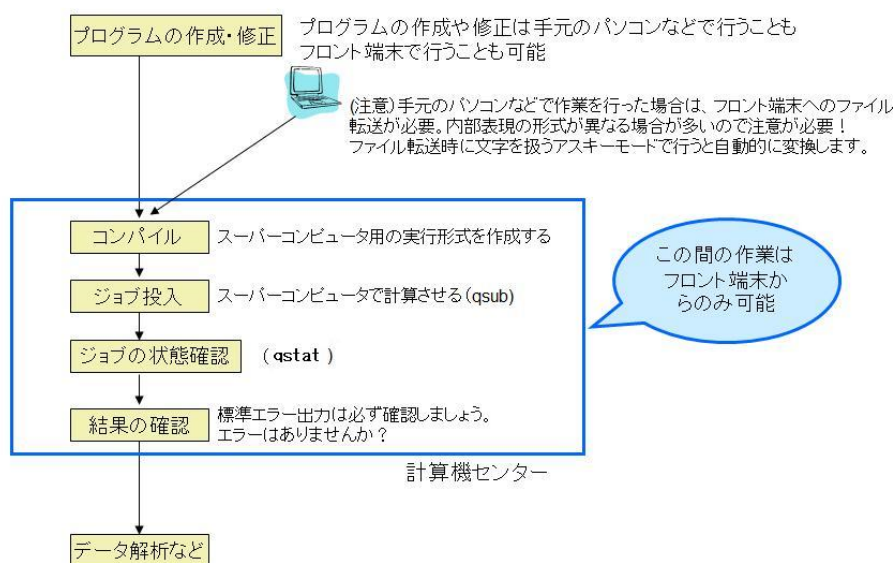 プログラムの作成・修正
プログラムの作成や修正は手元のパソコンなどで行うことも
フロント端末で行うことも可能
(注意)手元のパソコンなどで作業を行った場合は、フロント端末へのファイル
転送が必要。内部表現の形式が異なる場合が多いので注意が必要！
ファイル転送時に文字を扱うアスキーモードで行うと自動的に変換します。
コンパイル
スーパーコンピュータ用の実行形式を作成する
ジョブ投入
スーパーコンピュータで計算させる(qsub)
ジョブの状態確認
(qstat)
結果の確認
標準エラー出力は必ず確認しましょう。
エラーはありませんか？
この間の作業は
フロント端末か
らのみ可能
計算機センター
データ解析など